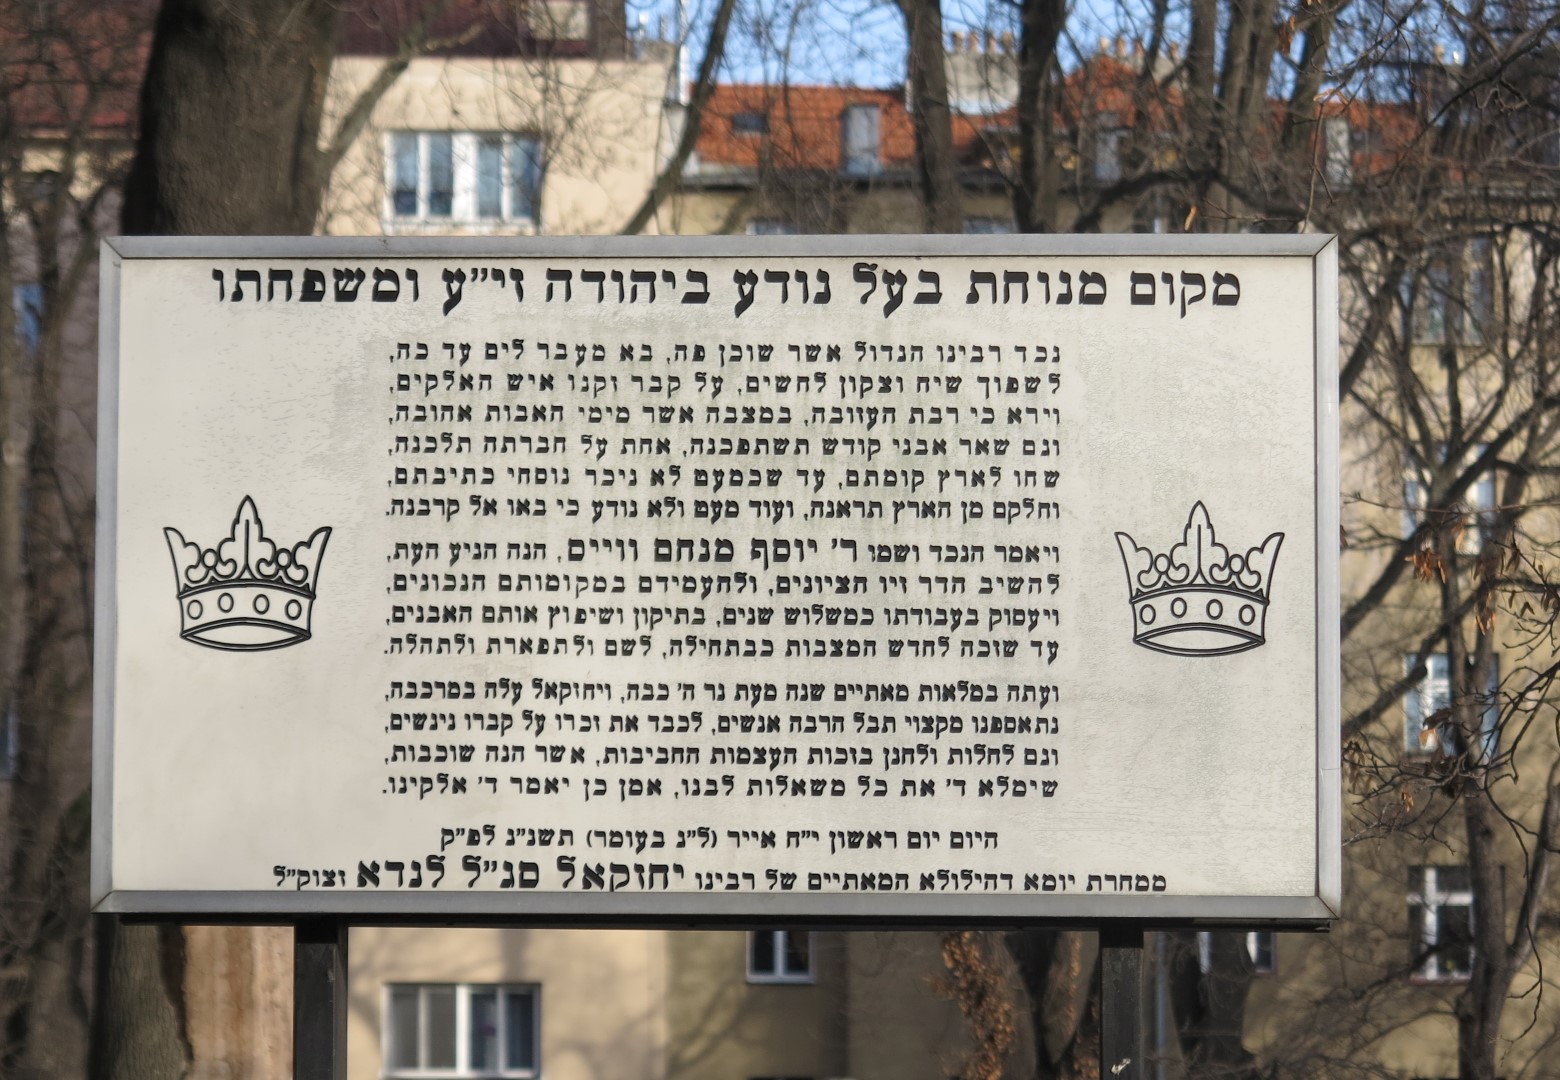 מקום מנוחת בעל נודע ביהודה זי״ע ומשפחתו
נכד רבינו הגדול אשר שוכן פה, בא מעבר לים עד כה,
לשפוך שיח וצקון לחשים, על קבר זקנו איש האלקים,
וירא כי רבת העזובה, במצבה אשר מימי האבות אהובה,
וגם שאר אבני קודש תשתפכנה, אחת על חברתה תלכנה,
שחו לארץ קומתם, עד שכמעט לא ניכר נוסחי כתיבתם,
וחלקם מן הארץ תראנה, ועוד מעט ולא נודע כי באו אל קרבנה.
ויאמר הנכד ושמו ר׳ יוסף מנחם ווייס, הנה הגיע העת,
להשיב הדר זיו הציונים, ולהעמידם במקומותם הנכונים,
ויעסוק בעבודתו כמשלוש שנים, בתיקון ושיפוץ אותם האבנים,
עד שזכה לחדש המצבות כבתחילה, לשם ולתפארת ולתהלה.
ועתה במלאות מאתיים שנה מעת נר ה׳ כבה, ויחזקאל עלה במרכבה,
נתאספנו מקצוי תבל הרבה אנשים, לכבד את זכרו על קברו ניגשים,
וגם לחלות ולחנן בזכות העצמות החביבות, אשר הנה שוכבות,
שימלא ד׳ את כל משאלות לבנו, אמן כן יאמר ד׳ אלקינו.
היום יום ראשון י״ח אייר (ל״ג בעומר) תשנ״ג לפ״ק
ממחרת יומא דהילולא המאתיים של רבינו יחזקאל סג״ל לנדא זצוק״ל